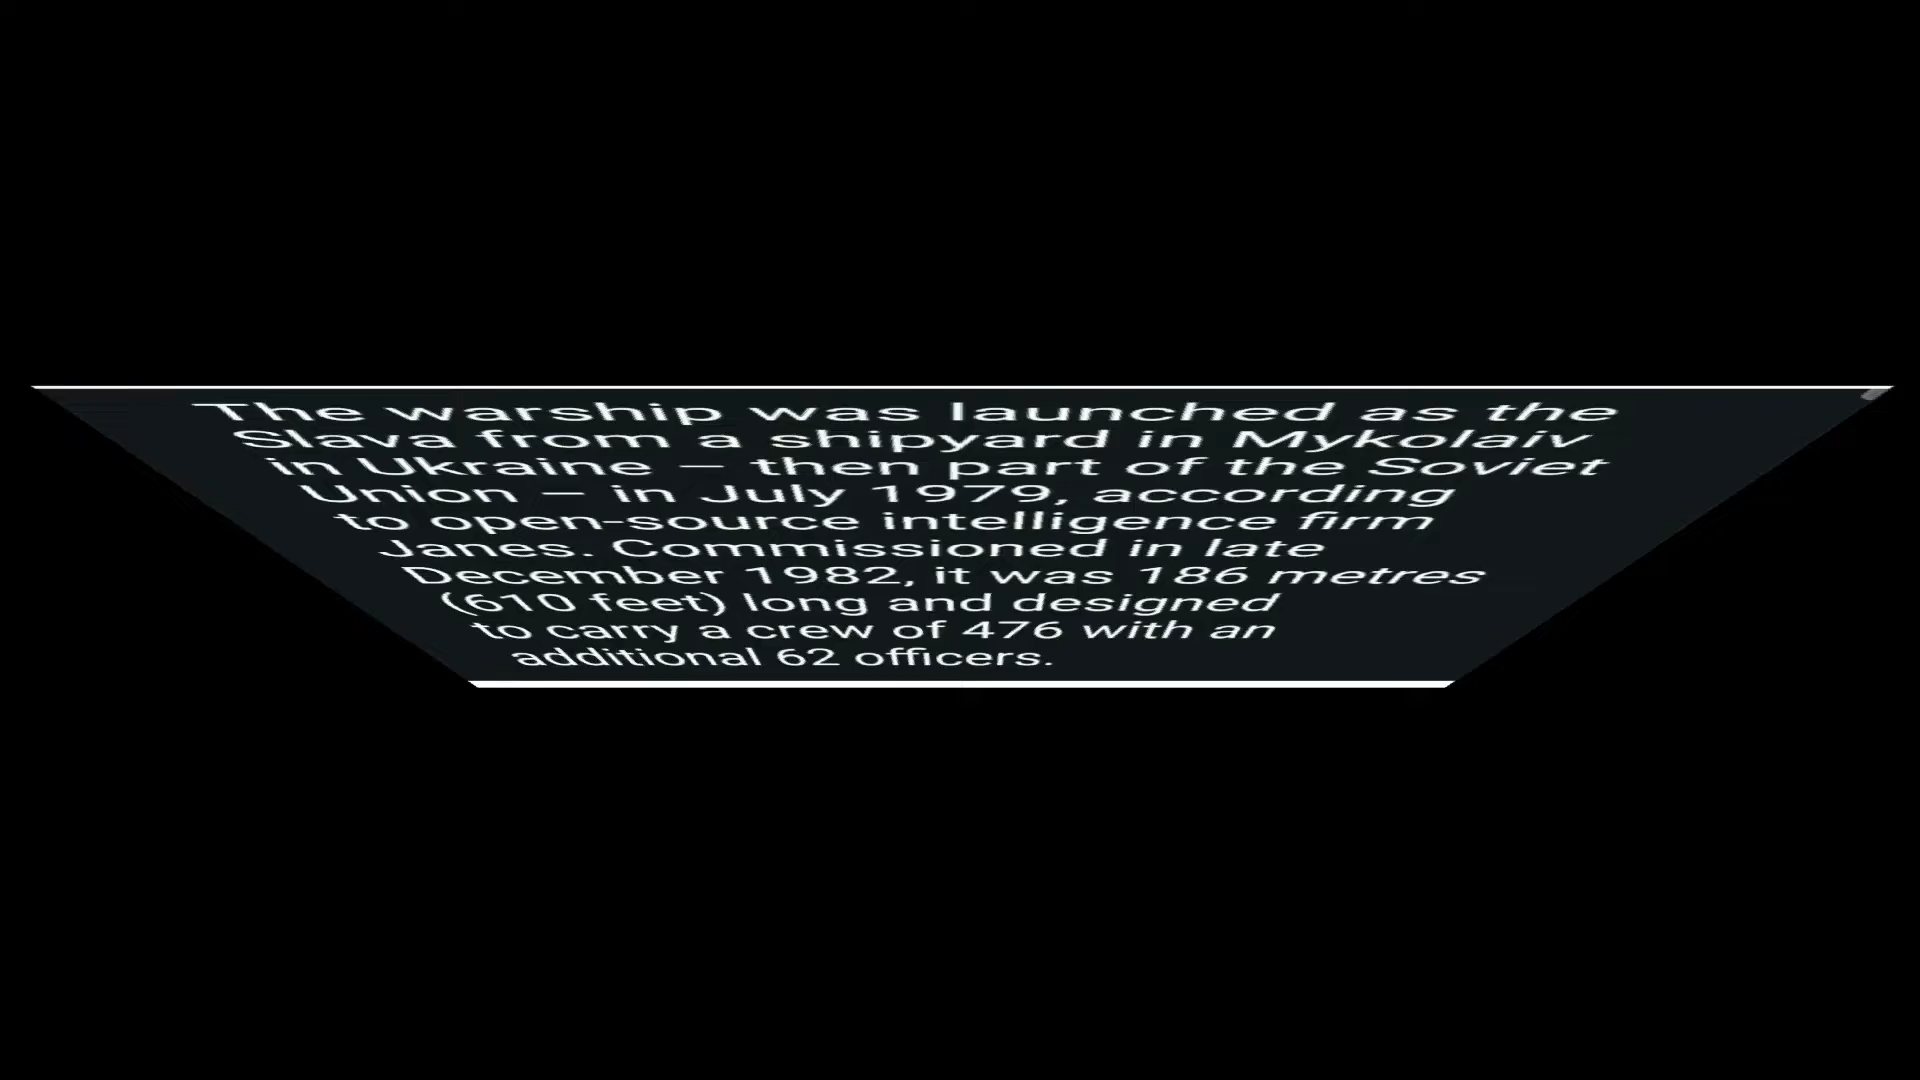 The warship was launched as the
Slava from a shipyard in Mykolaiv
in Ukraine – then part of the Soviet
Union – in July 1979, according
to open-source intelligence firm
Janes. Commissioned in late
December 1982, it was 186 metres
(610 feet) long and designed
to carry a crew of 476 with an
additional 62 officers.